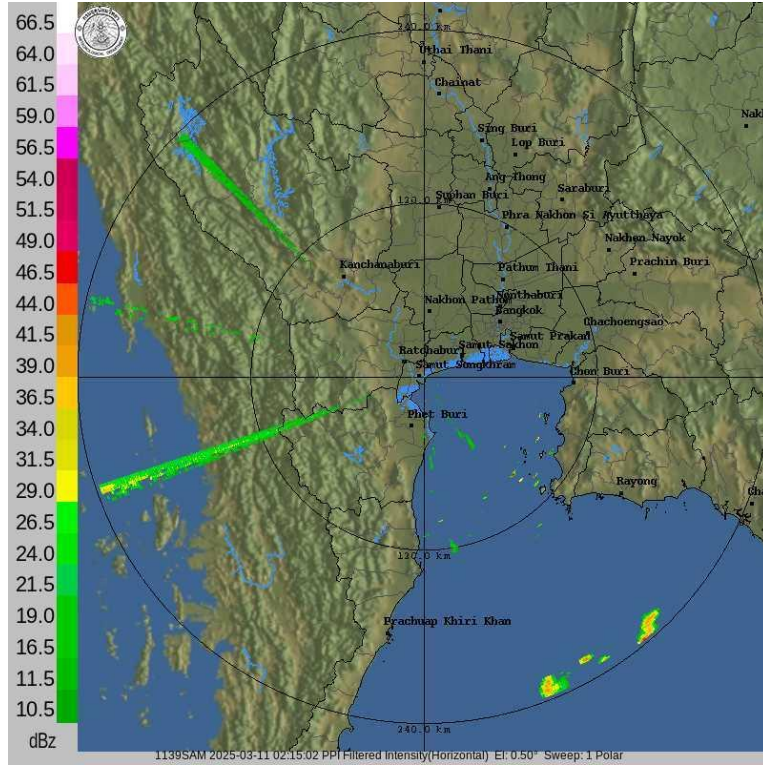 66.5
64.0
61.5
59.0
56.5
54.0
51.5
49.0
46.5
44.0
41.5
39.0
36.5
34.0
31.5
29.0
26.5
24.0
21.5
19.0
16.5
14.0
11.5
10.5
dBz
240.0 km
Uthai Thani
Chainat
Sing Buri
Lop Buri
Ang Thong
Saraburi
Suphan Buri
120.0 km
Phra Nakhon Si Ayutthaya
Nakhon Nayok
Prachin Buri
Kanchanaburi
Pathum Thani
Nakhon Pathom
Nonthaburi
Bangkok
Chachoengsao
Samut Prakan
Samut Sakhon
Ratchaburi
Samut Songkhram
Chon Buri
Phet Buri
Rayong
120.0 km
Prachuap Khiri Khan
240.0 km
1139SAM 2025-03-11 02:15:02 PPI Filtered Intensity(Horizontal) El: 0.50° Sweep: 1 Polar